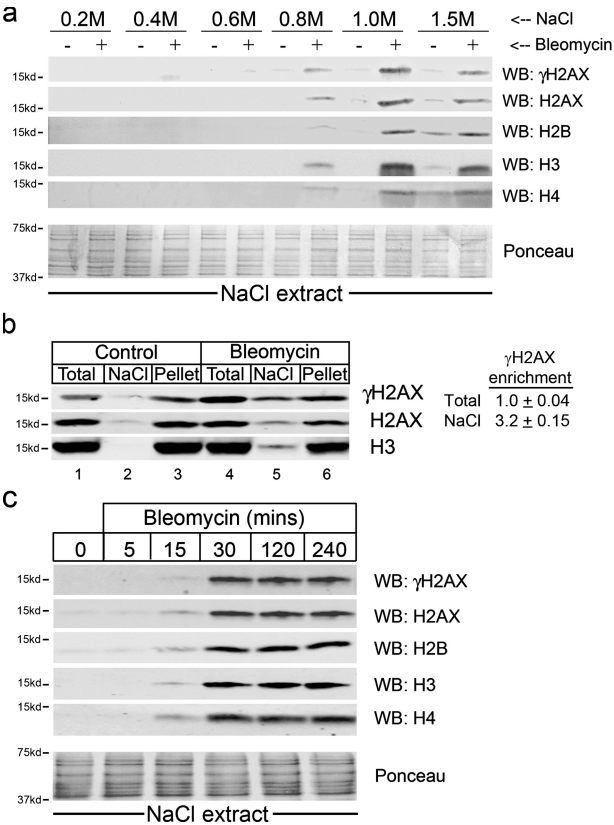 a
0.2M 0.4M 0.6M 0.8M 1.0M 1.5M <-- NaCl
- + - + - + - + - + - + <-- Bleomycin
15kd WB: γH2AX
15kd WB: H2AX
15kd WB: H2B
15kd WB: H3
15kd WB: H4
75kd
Ponceau
37kd
NaCl extract
b
Control Bleomycin
Total NaCl Pellet Total NaCl Pellet
15kd γH2AX
15kd H2AX
15kd H3
1 2 3 4 5 6
γH2AX
enrichment
Total 1.0 ± 0.04
NaCl 3.2 ± 0.15
c
Bleomycin (mins)
0 5 15 30 120 240
15kd WB: γH2AX
15kd WB: H2AX
15kd WB: H2B
15kd WB: H3
15kd WB: H4
75kd
Ponceau
37kd
NaCl extract